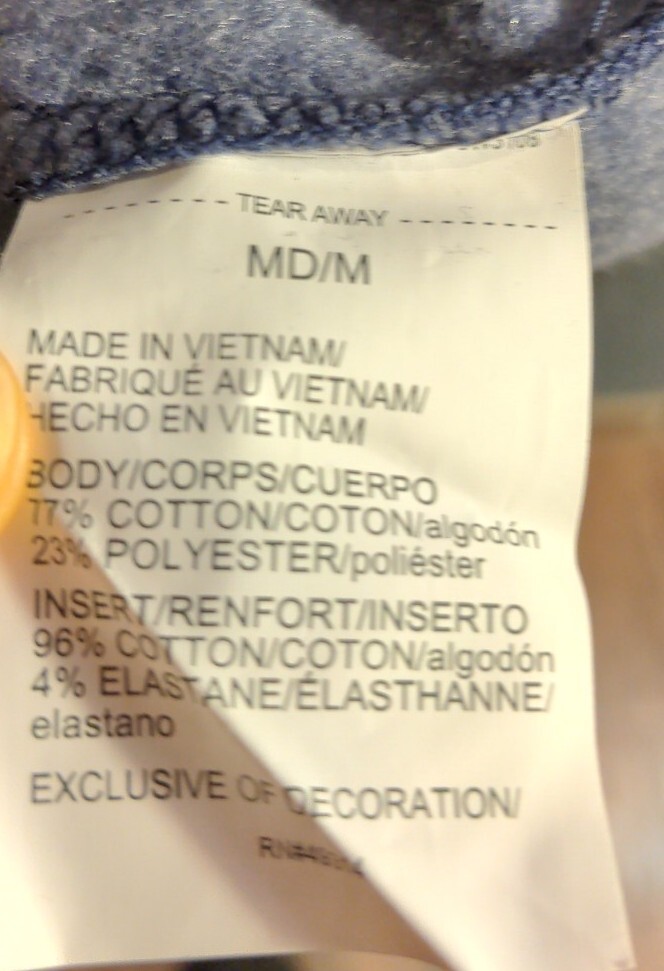 TEAR AWAY
MD/M
MADE IN VIETNAM/
FABRIQUÉ AU VIETNAM/
HECHO EN VIETNAM
BODY/CORPS/CUERPO
77% COTTON/COTON/algodón
23% POLYESTER/poliéster
INSERT/RENFORT/INSERTO
96% COTTON/COTON/algodón
4% ELASTANE/ÉLASTHANNE/
elastano
EXCLUSIVE OF DECORATION/